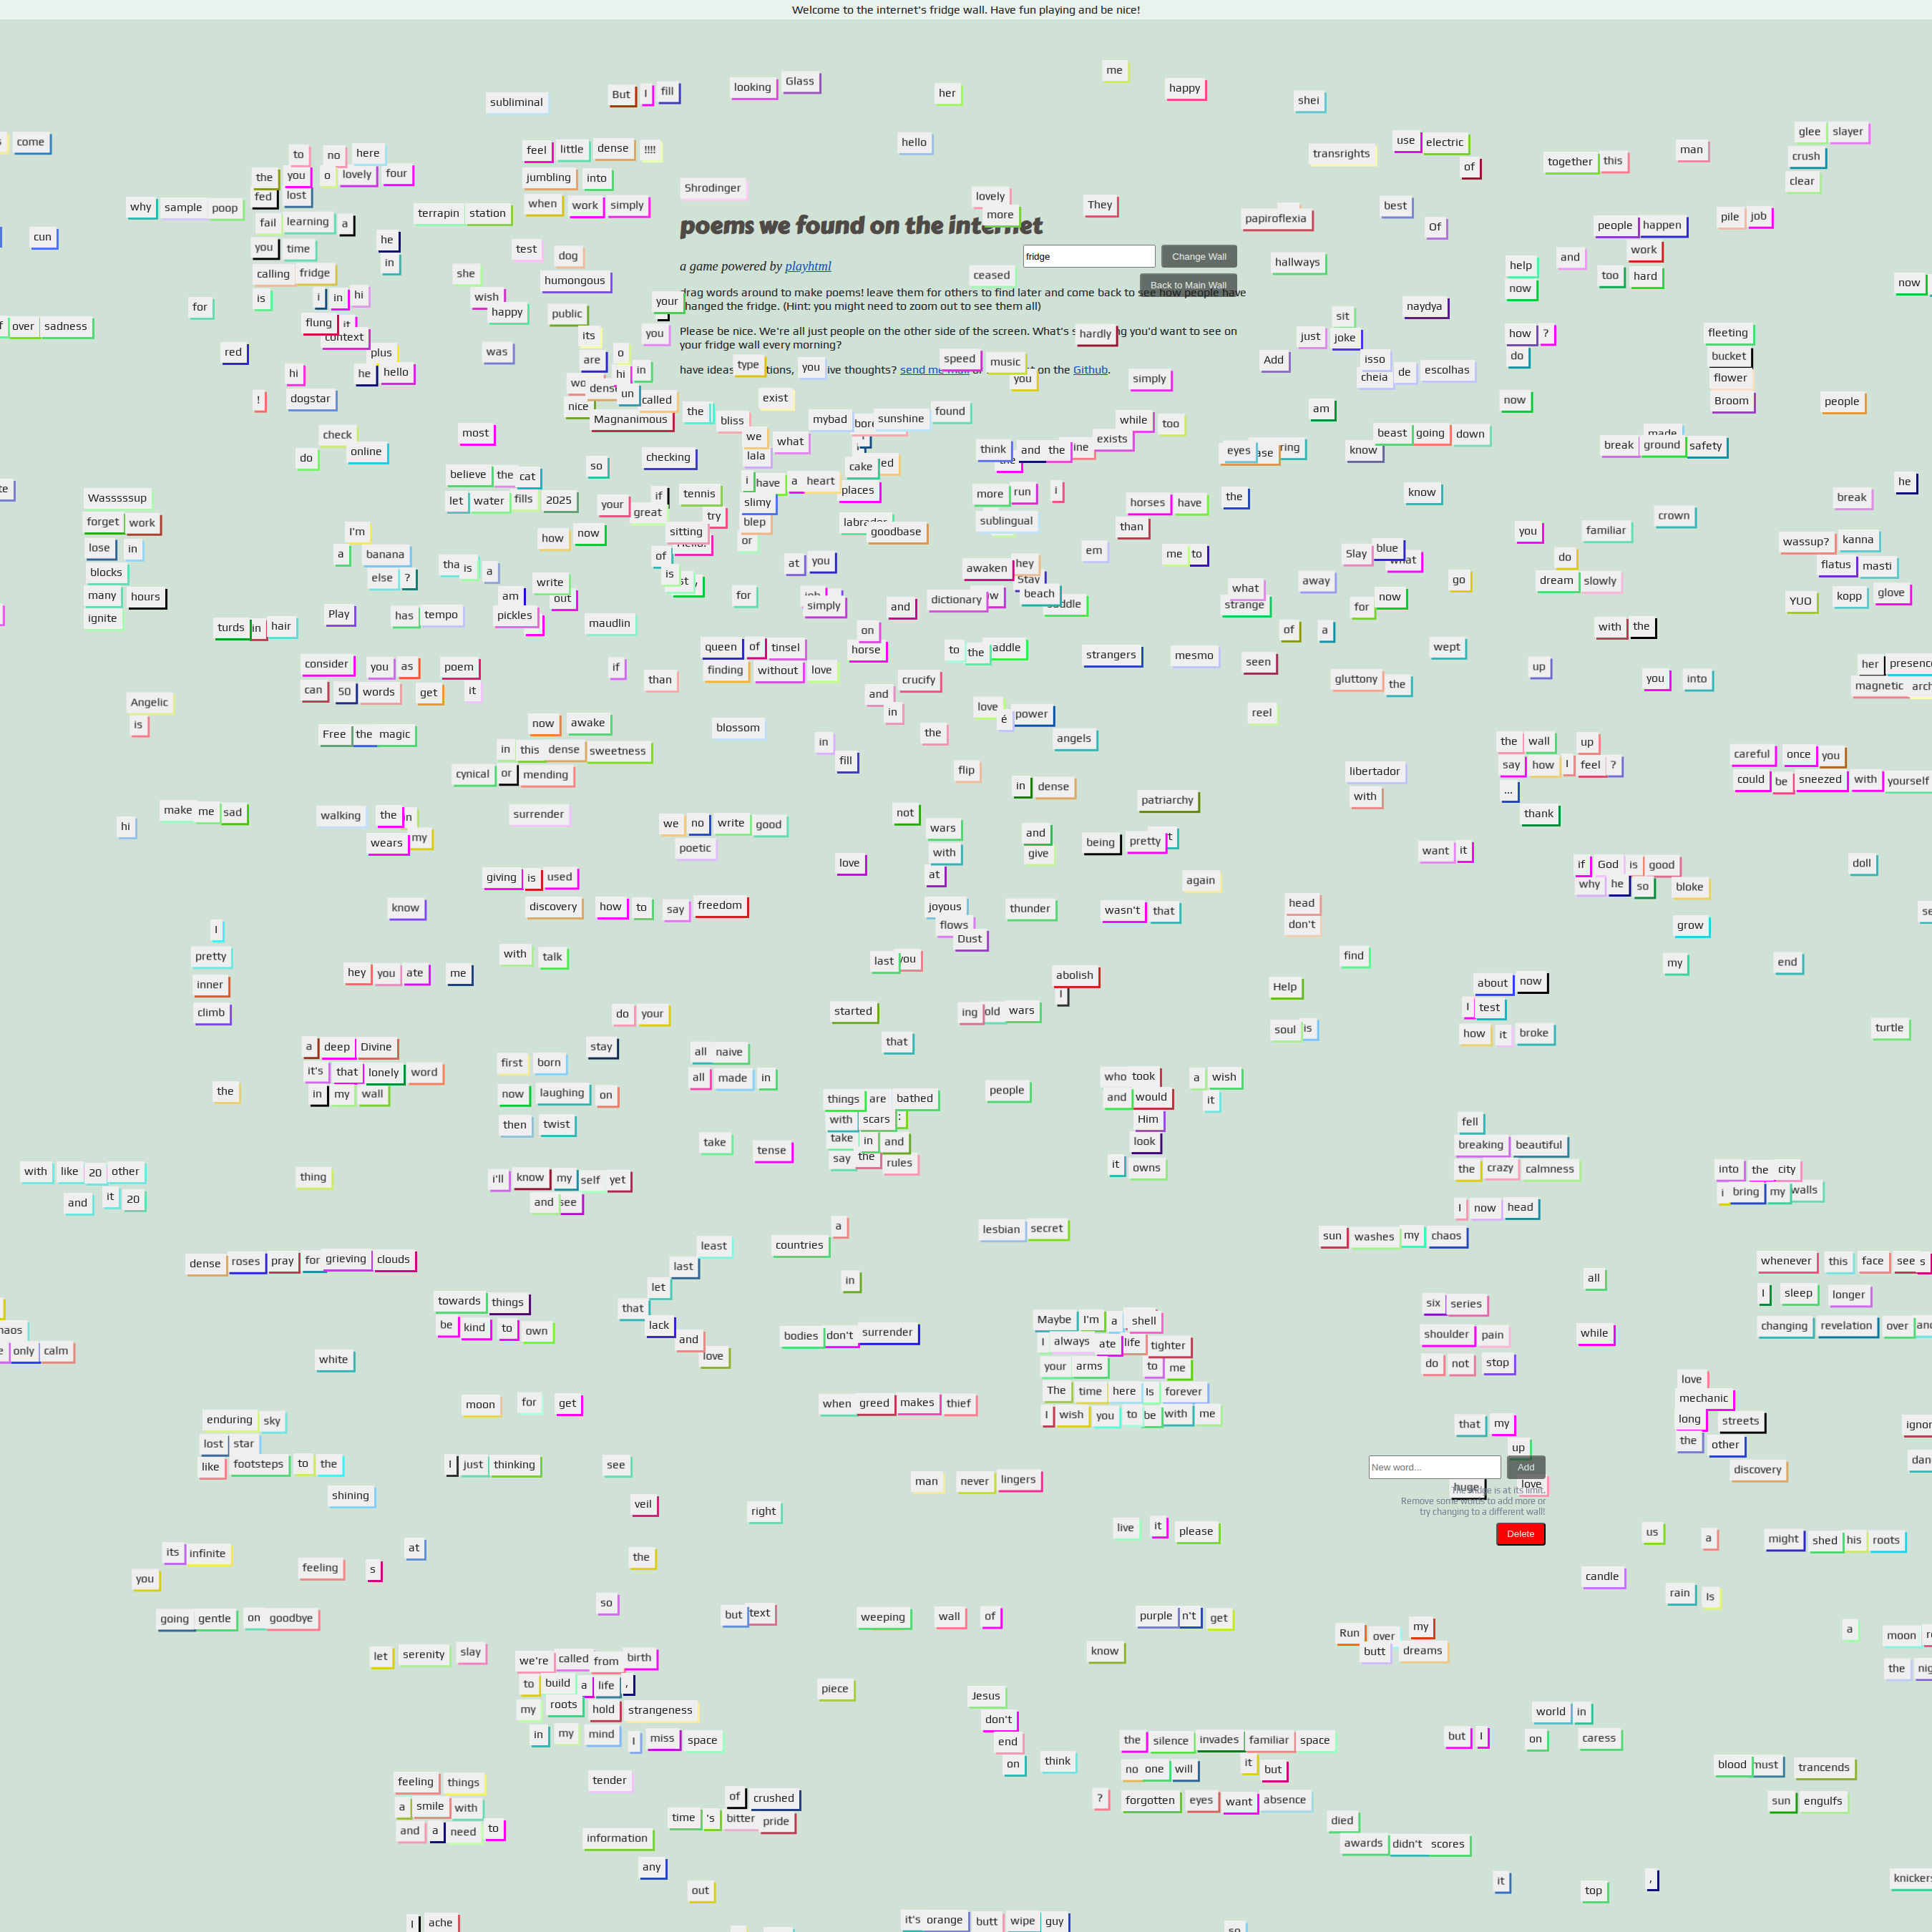 Welcome to the internet's fridge wall. Have fun playing and be nice!
me
looking Glass
happy
But I fill
her
subliminal
shei
come
hello
use electric
glee slayer
to no here
feel little dense !!!!
transrights
of
together this
man
crush
the you o lovely four
jumbling into
clear
Shrodinger
fed lost
lovely
why sample poop
when work simply
They
best
terrapin station
more
papiroflexia
pile job
fail learning a
poems we found on the internet
Of
people happen
cun
he
you time
test
dog
work
fridge
Change Wall
and
in
a game powered by playhtml
hallways
help
calling fridge
she
humongous
ceased
too hard
Back to Main Wall
now
now
is
i in hi
wish
your
drag words around to make poems! leave them for others to find later and come back to see how people have
changed the fridge. (Hint: you might need to zoom out to see them all)
for
happy
public
naydya
sit
flung it
over sadness
context
its
you
Please be nice. We're all just people on the other side of the screen. What's
you'd want to see on
your fridge wall every morning?
hardly
just joke
how ?
fleeting
red
plus
was
are
o
speed music
Add
isso
do
bucket
hi
he hello
hi in
type
you
have ideas
send me mail
on the Github.
you
simply
cheia de escolhas
flower
! dogstar
dens un called
nice
exist
now
Broom
people
Magnanimous
the
bliss
mybad
sunshine found
am
while too
check
most
we what
exists
beast going down
made
do online
so
checking
lala
think and the
eyes
know
break ground safety
believe the cat
cake
i have a heart
places
he
Wasssssup
let water fills 2025
your great if
tennis
slimy
more run i
horses have the
know
break
forget work
try
blep
labrador
sublingual
than
crown
I'm
how now
sitting
or
goodbase
you
familiar
lose in
a banana
of
at you
hey
em
me to
Slay blue
what
do
wassup? kanna
blocks
else ?
tha is a
is
awaken
Stay
flatus masti
many hours
am
write
out
for
simply
and
dictionary
beach
what
away
go
dream slowly
YUO kopp glove
ignite
Play
has tempo
pickles
strange
for now
turds in hair
maudlin
on
of a
with the
queen of tinsel
horse
to the
strangers
mesmo
seen
wept
consider you as poem
if
finding without love
up
her presence
can 50 words get it
than
crucify
gluttony the
you into
magnetic
Angelic
and
in
love
é power
reel
is
now awake
blossom
the
angels
Free the magic
in this dense sweetness
in
fill
the wall up
careful once you
cynical or mending
flip
libertador
say how I feel ?
could be sneezed with yourself
in dense
patriarchy
with
...
make me sad
walking the in
surrender
not
thank
hi
wears my
we no write good
wars
and
poetic
with
give
being pretty
want it
love
at
if God is good
doll
giving is used
again
why he so bloke
know
discovery how to say freedom
joyous
thunder
wasn't that
head
I
flows
don't
grow
Dust
pretty
with talk
last you
find
my
end
hey you ate me
abolish
inner
I
Help
about now
climb
do your
started
ing old wars
I test
soul is
turtle
a deep Divine
stay
that
how it broke
all naive
first born
it's that lonely word
all made in
who took
a wish
the
in my wall
now laughing on
people
things are bathed
and would
it
then twist
with scars :
Him
fell
take
tense
take in and
look
breaking beautiful
say the rules
it owns
the crazy calmness
with like 20 other
thing
i'll know my self yet
into the city
and it 20
and see
i bring my walls
I now head
a
lesbian secret
least
countries
sun washes my chaos
dense roses pray for grieving clouds
last
whenever this face see s
let
in
all
towards things
that
I sleep longer
be kind to own
lack
six series
and
bodies don't surrender
Maybe I'm a shell
shoulder pain
while
changing revelation over
only calm
love
I always ate life tighter
white
your arms to me
do not stop
love
moon for get
The time here Is forever
mechanic
when greed makes thief
enduring sky
I wish you to be with me
that my
long streets
lost star
up
the other
like footsteps to the
I just thinking
see
New word...
Add
discovery
man never lingers
huge
love
shining
The fridge is at its limit.
Remove some words to add more or
try changing to a different wall!
veil
right
live it please
Delete
us
a
might shed his roots
its infinite
at
the
feeling s
you
candle
rain Is
so
going gentle on goodbye
but text
weeping wall of
purple n't get
Run over my
a
let serenity slay
know
butt dreams
moon
we're called from birth
the
to build a life ,
piece
Jesus
my roots hold strangeness
don't
world in
in my mind I miss space
end
the silence invades familiar space
but I
on
caress
on
think
no one will it but
blood must trancends
feeling things
tender
a smile with
of crushed
? forgotten eyes want absence
sun engulfs
time 's bitter pride
and a need to
died
information
awards didn't scores
any
it
top
,
knickers
out
I ache
it's orange butt wipe guy
so